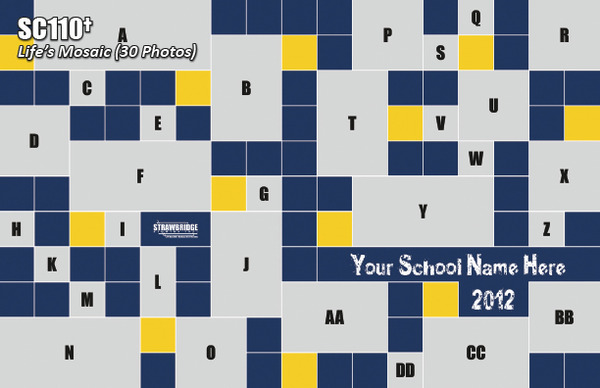 SC110†
Life's Mosaic (30 Photos)
A
B
C
D
E
F
G
H
I
J
K
L
M
N
O
P
Q
R
S
T
U
V
W
X
Y
Z
STRAWBRIDGE
Your School Name Here
2012
AA
BB
CC
DD